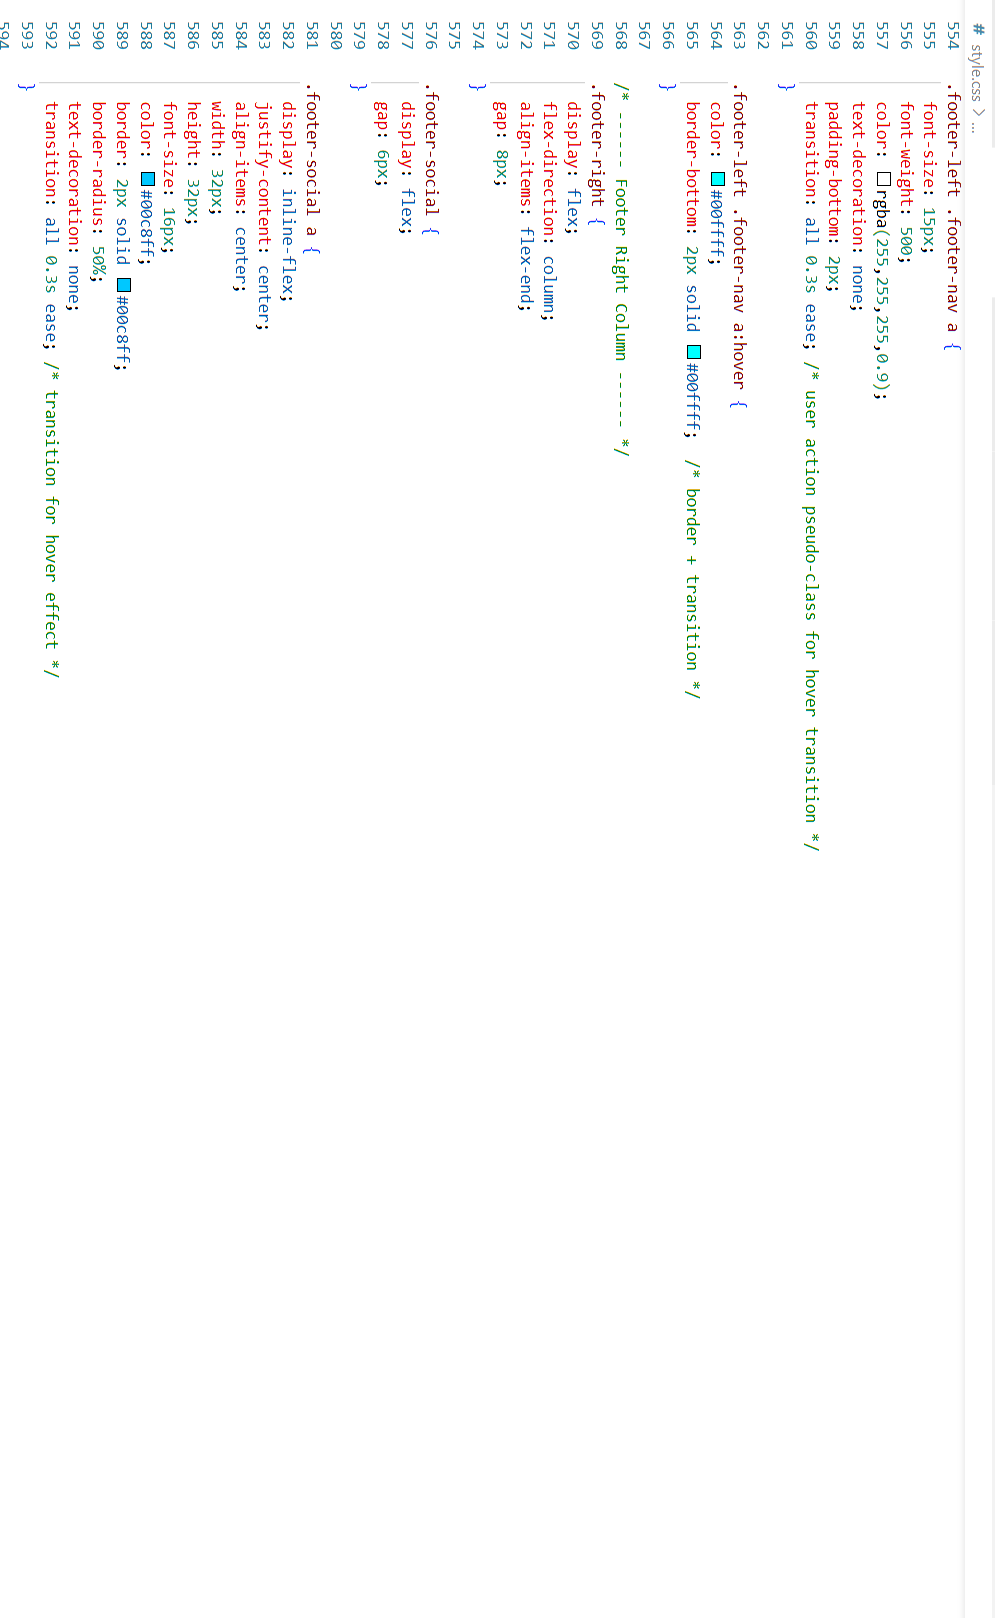 # style.css > ...
554 .footer-left .footer-nav a {
555 font-size: 15px;
556 font-weight: 500;
557 color: rgba(255,255,255,0.9);
558 text-decoration: none;
559 padding-bottom: 2px;
560 transition: all 0.3s ease; /* user action pseudo-class for hover transition */
561 }
562
563 .footer-left .footer-nav a:hover {
564 color: #00ffff;
565 border-bottom: 2px solid #00ffff; /* border + transition */
566 }
567
568 /* ------ Footer Right Column ------ */
569 .footer-right {
570 display: flex;
571 flex-direction: column;
572 align-items: flex-end;
573 gap: 8px;
574 }
575
576 .footer-social {
577 display: flex;
578 gap: 6px;
579 }
580
581 .footer-social a {
582 display: inline-flex;
583 justify-content: center;
584 align-items: center;
585 width: 32px;
586 height: 32px;
587 font-size: 16px;
588 color: #00c8ff;
589 border: 2px solid #00c8ff;
590 border-radius: 50%;
591 text-decoration: none;
592 transition: all 0.3s ease; /* transition for hover effect */
593 }
594